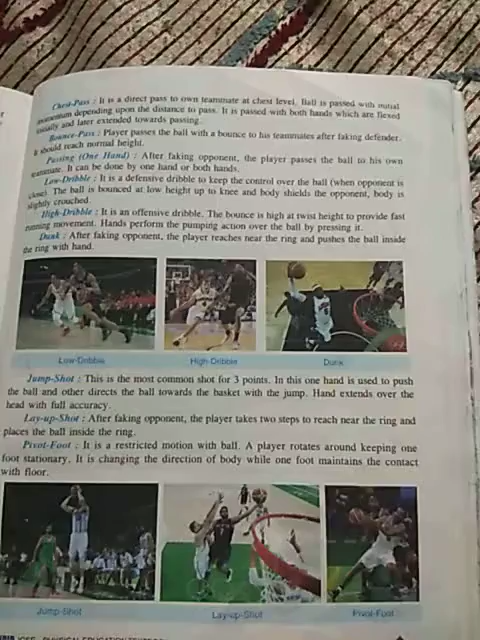 Chest-Pass : It is a direct pass to own teammate at chest level. Ball is passed with initial
momentum depending upon the distance to pass. It is passed with both hands which are flexed
initially and later extended towards passing.
Bounce-Pass : Player passes the ball with a bounce to his teammates after faking defender.
It should reach normal height.
Passing (One Hand) : After faking opponent, the player passes the ball to his own
teammate. It can be done by one hand or both hands.
Low-Dribble : It is a defensive dribble to keep the control over the ball (when opponent is
close). The ball is bounced at low height up to knee and body shields the opponent, body is
slightly crouched.
High-Dribble : It is an offensive dribble. The bounce is high at twist height to provide fast
running movement. Hands perform the pumping action over the ball by pressing it.
Dunk : After faking opponent, the player reaches near the ring and pushes the ball inside
the ring with hand.
Low-Dribble
High-Dribble
Dunk
Jump-Shot : This is the most common shot for 3 points. In this one hand is used to push
the ball and other directs the ball towards the basket with the jump. Hand extends over the
head with full accuracy.
Lay-up-Shot : After faking opponent, the player takes two steps to reach near the ring and
places the ball inside the ring.
Pivot-Foot : It is a restricted motion with ball. A player rotates around keeping one
foot stationary. It is changing the direction of body while one foot maintains the contact
with floor.
Jump-Shot
Lay-up-Shot
Pivot-Foot